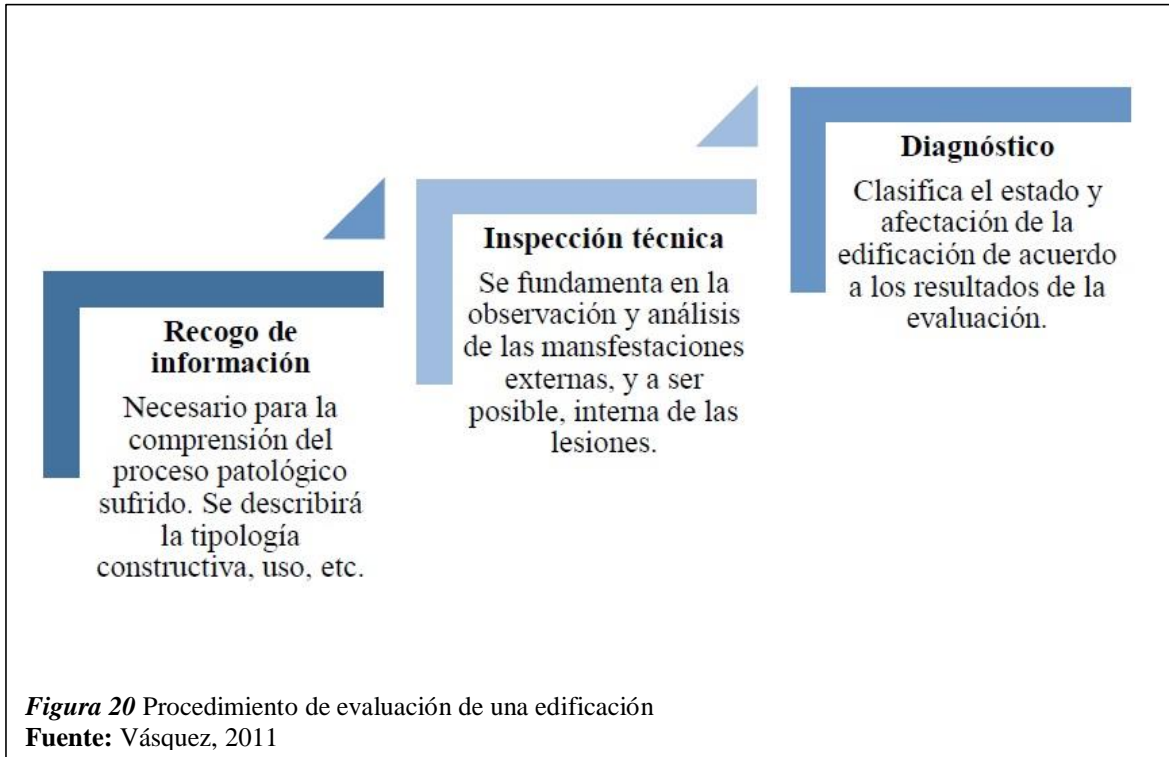 Recogo de
información
Necesario para la
comprensión del
proceso patológico
sufrido. Se describirá
la tipología
constructiva, uso, etc.
Inspección técnica
Se fundamenta en la
observación y análisis
de las mansfestaciones
externas, y a ser
posible, interna de las
lesiones.
Diagnóstico
Clasifica el estado y
afectación de la
edificación de acuerdo
a los resultados de la
evaluación.
Figura 20 Procedimiento de evaluación de una edificación
Fuente: Vásquez, 2011